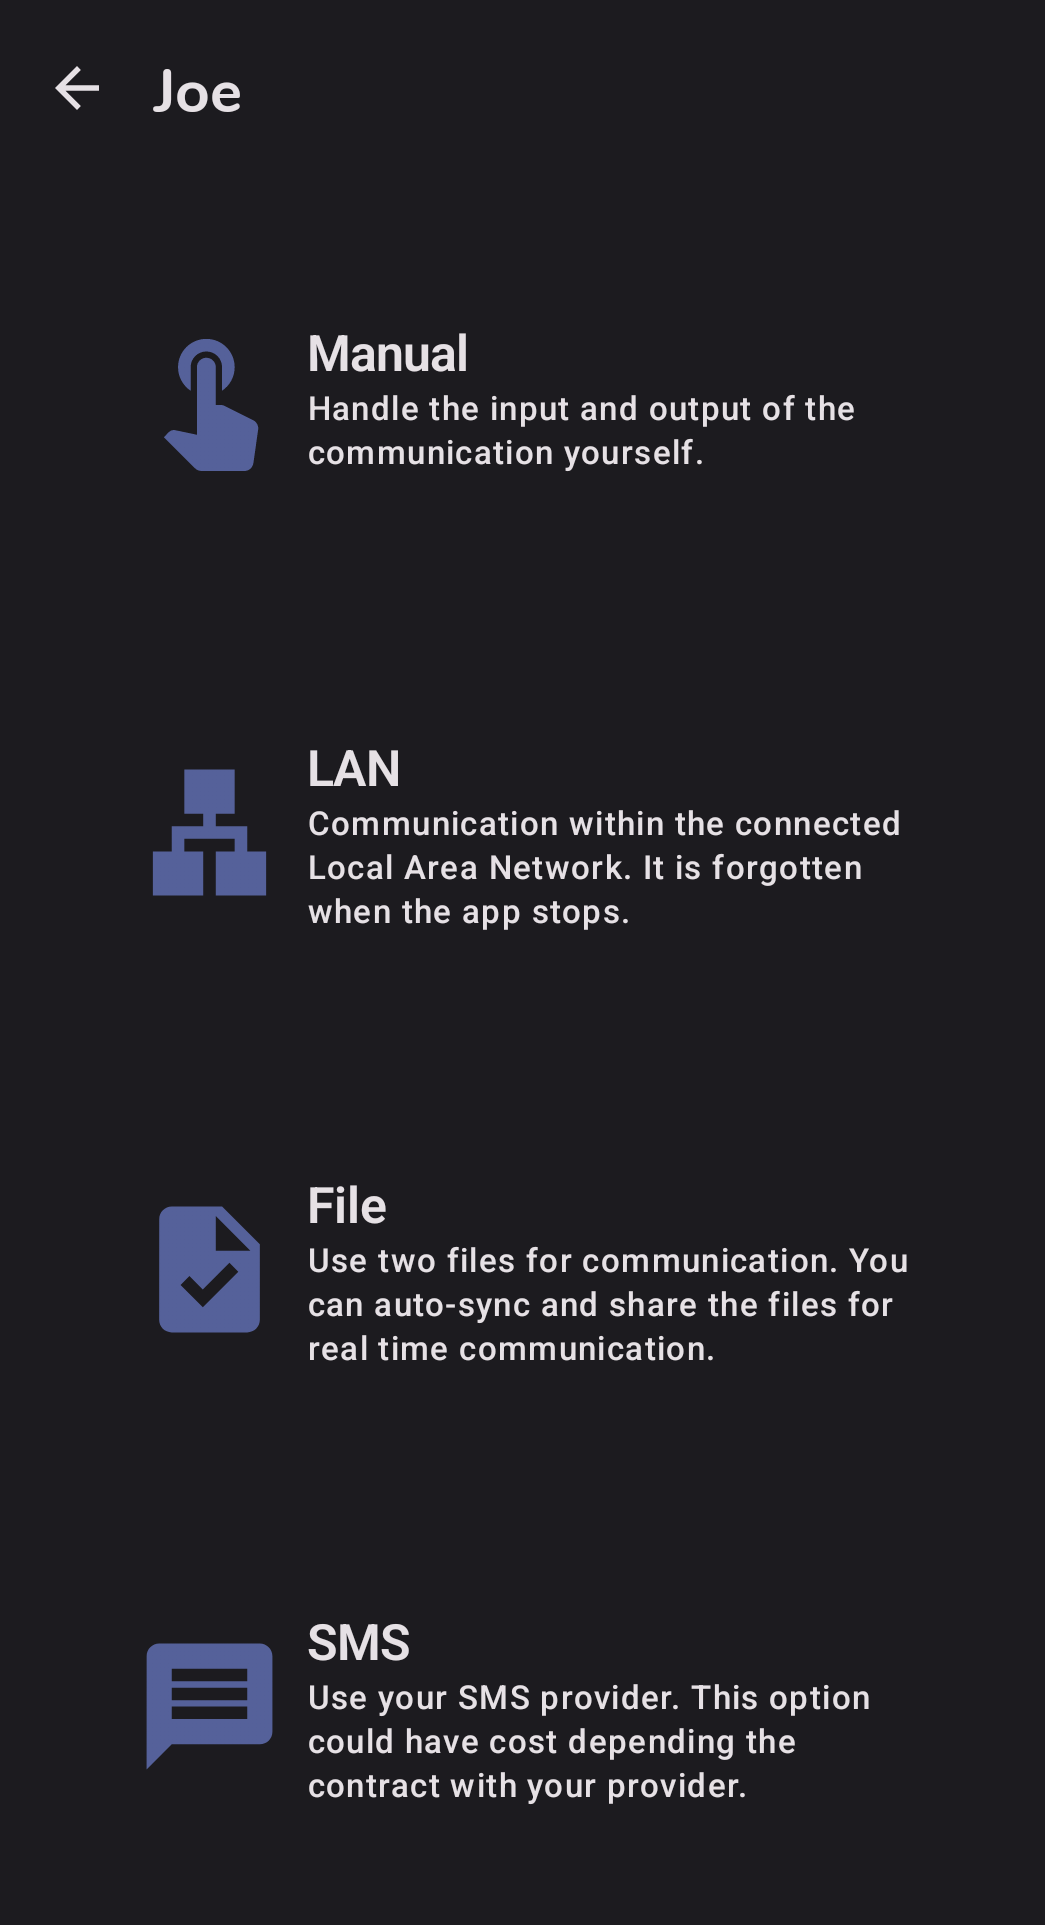 Joe
Manual
Handle the input and output of the
communication yourself.
LAN
Communication within the connected
Local Area Network. It is forgotten
when the app stops.
File
Use two files for communication. You
can auto-sync and share the files for
real time communication.
SMS
Use your SMS provider. This option
could have cost depending the
contract with your provider.